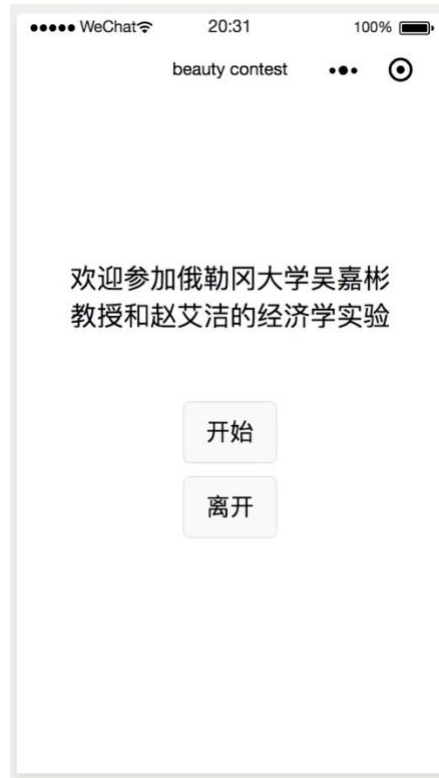 ●●●●● WeChat 20:31 100%
beauty contest
欢迎参加俄勒冈大学吴嘉彬
教授和赵艾洁的经济学实验
开始
离开